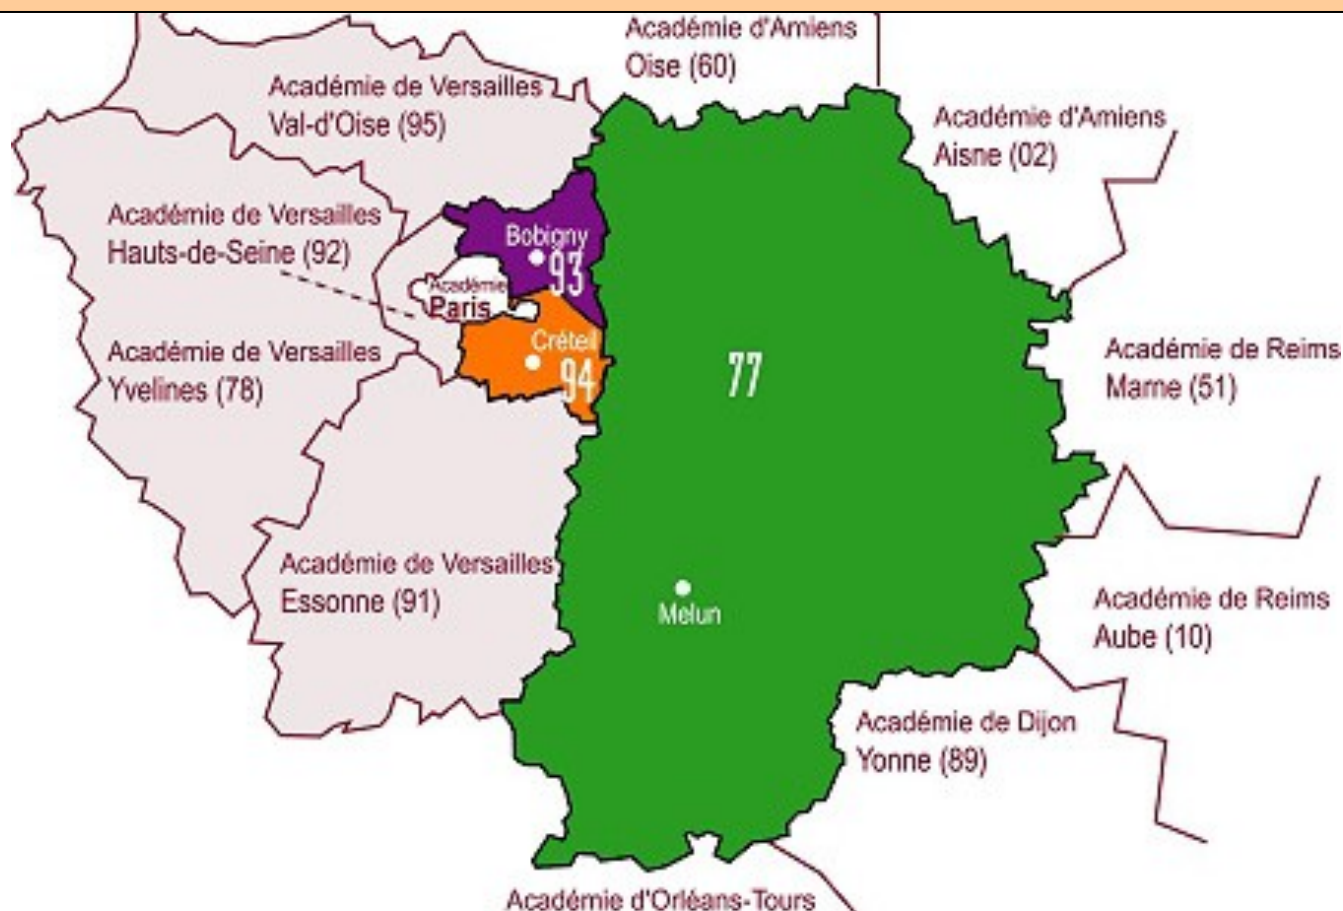 Académie d'Amiens
Oise (60)
Académie de Versailles
Val-d'Oise (95)
Académie d'Amiens
Aisne (02)
Académie de Versailles
Hauts-de-Seine (92)
Bobigny
93
Académie
Paris
Créteil
94
Académie de Versailles
Yvelines (78)
77
Académie de Reims
Marne (51)
Académie de Versailles
Essonne (91)
Melun
Académie de Reims
Aube (10)
Académie de Dijon
Yonne (89)
Académie d'Orléans-Tours